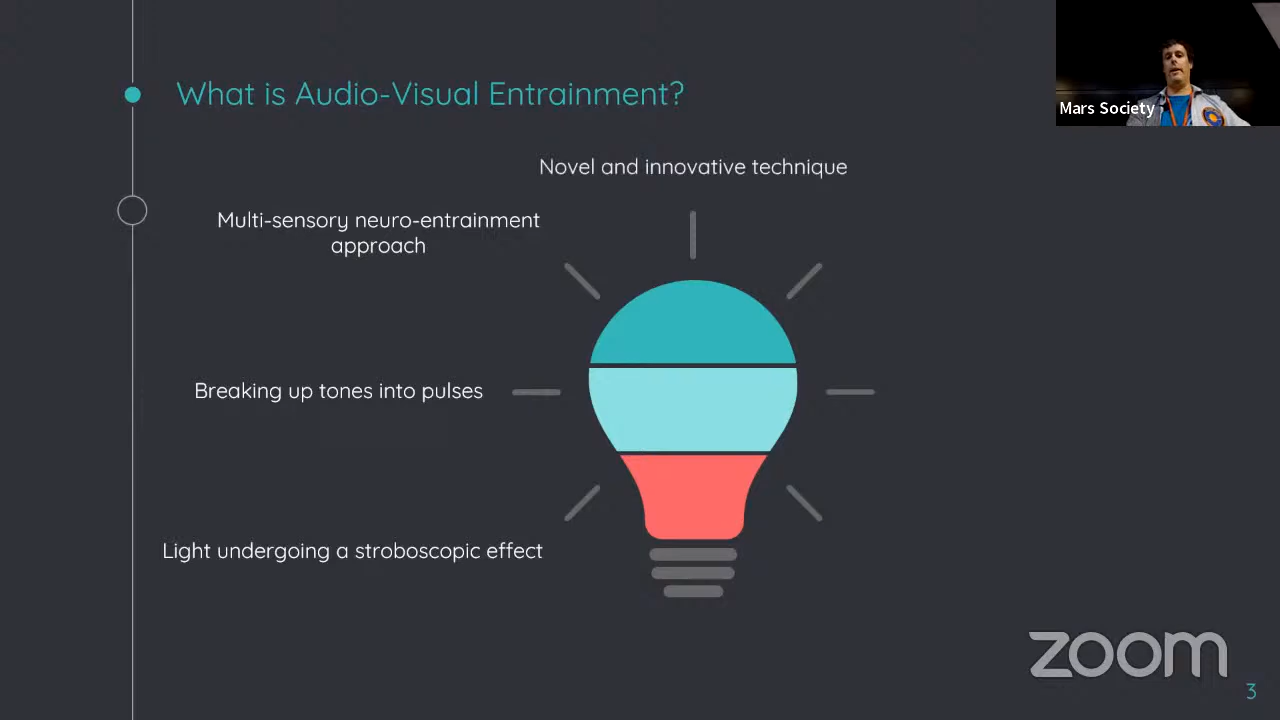 What is Audio-Visual Entrainment?
Mars Society
Novel and innovative technique
Multi-sensory neuro-entrainment
approach
Breaking up tones into pulses
Light undergoing a stroboscopic effect
zoom
3